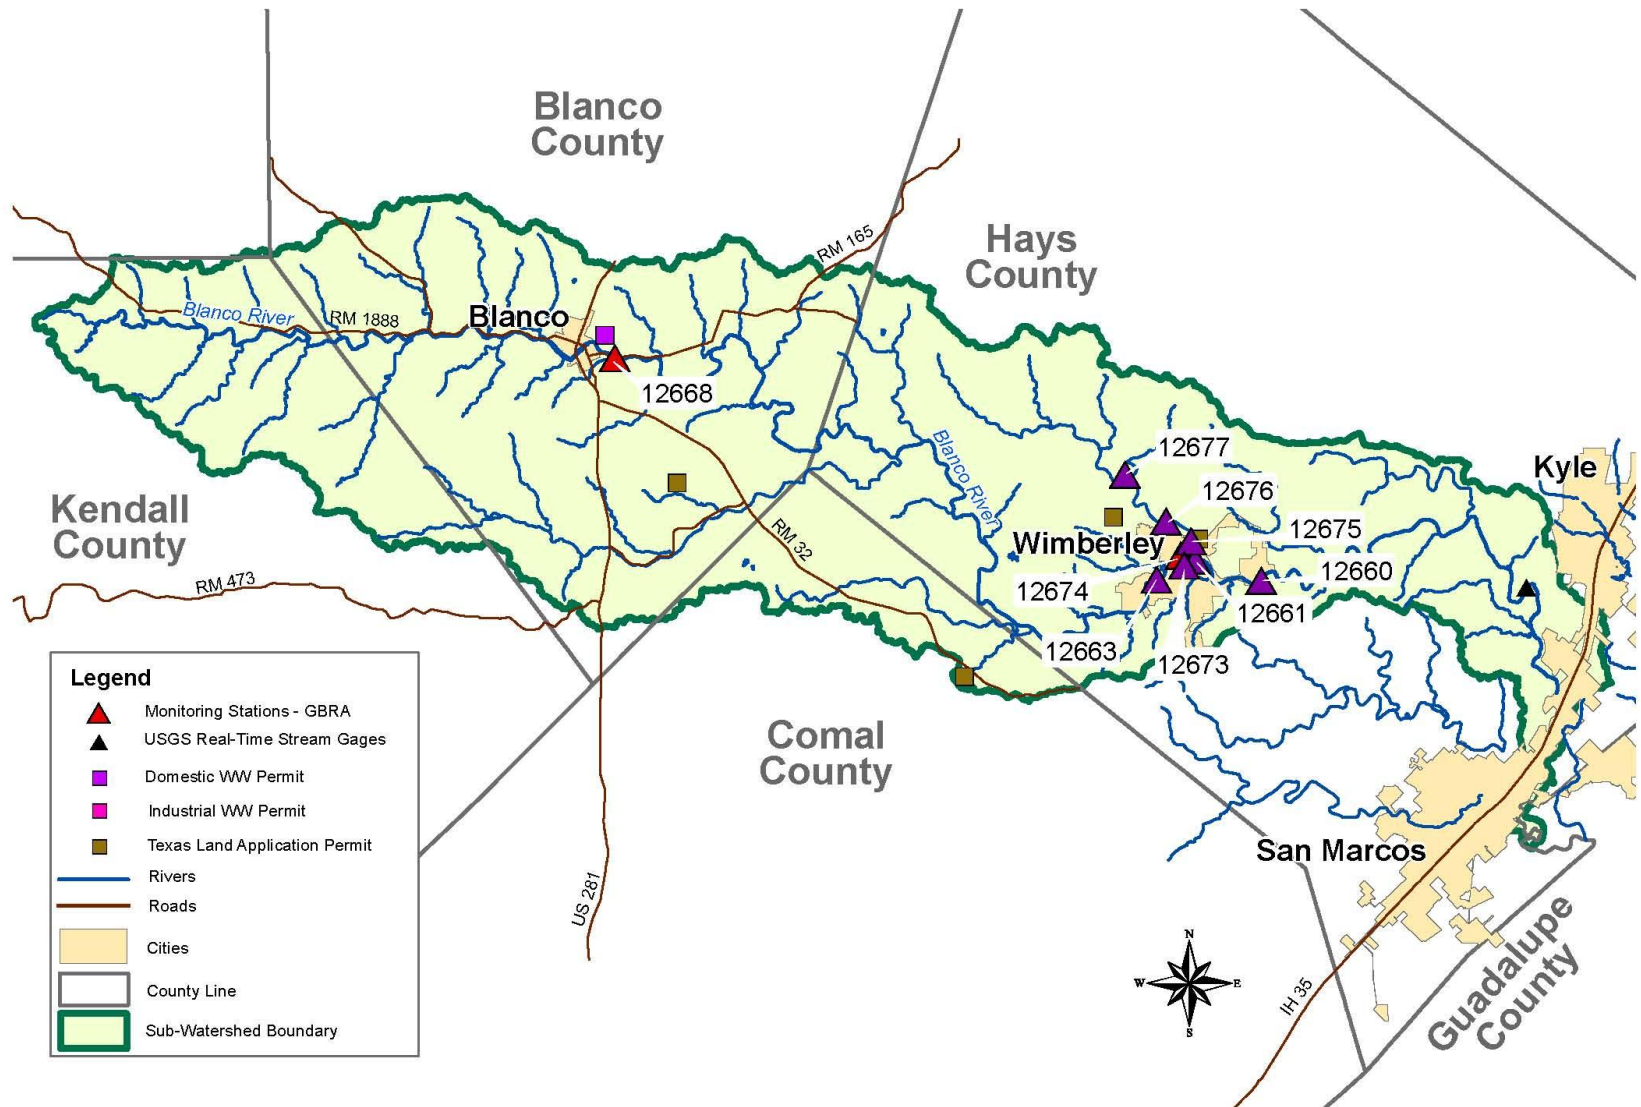 Blanco
County
Hays
County
RM 165
Blanco River
RM 1888
Blanco
12668
Blanco River
12677
Kyle
12676
12675
Wimberley
12660
12674
12661
12663
12673
Kendall
County
RM 32
RM 473
Comal
County
US 281
San Marcos
IH 35
Guadalupe
County
N
W
E
S
Legend
Monitoring Stations - GBRA
USGS Real-Time Stream Gages
Domestic WW Permit
Industrial WW Permit
Texas Land Application Permit
Rivers
Roads
Cities
County Line
Sub-Watershed Boundary